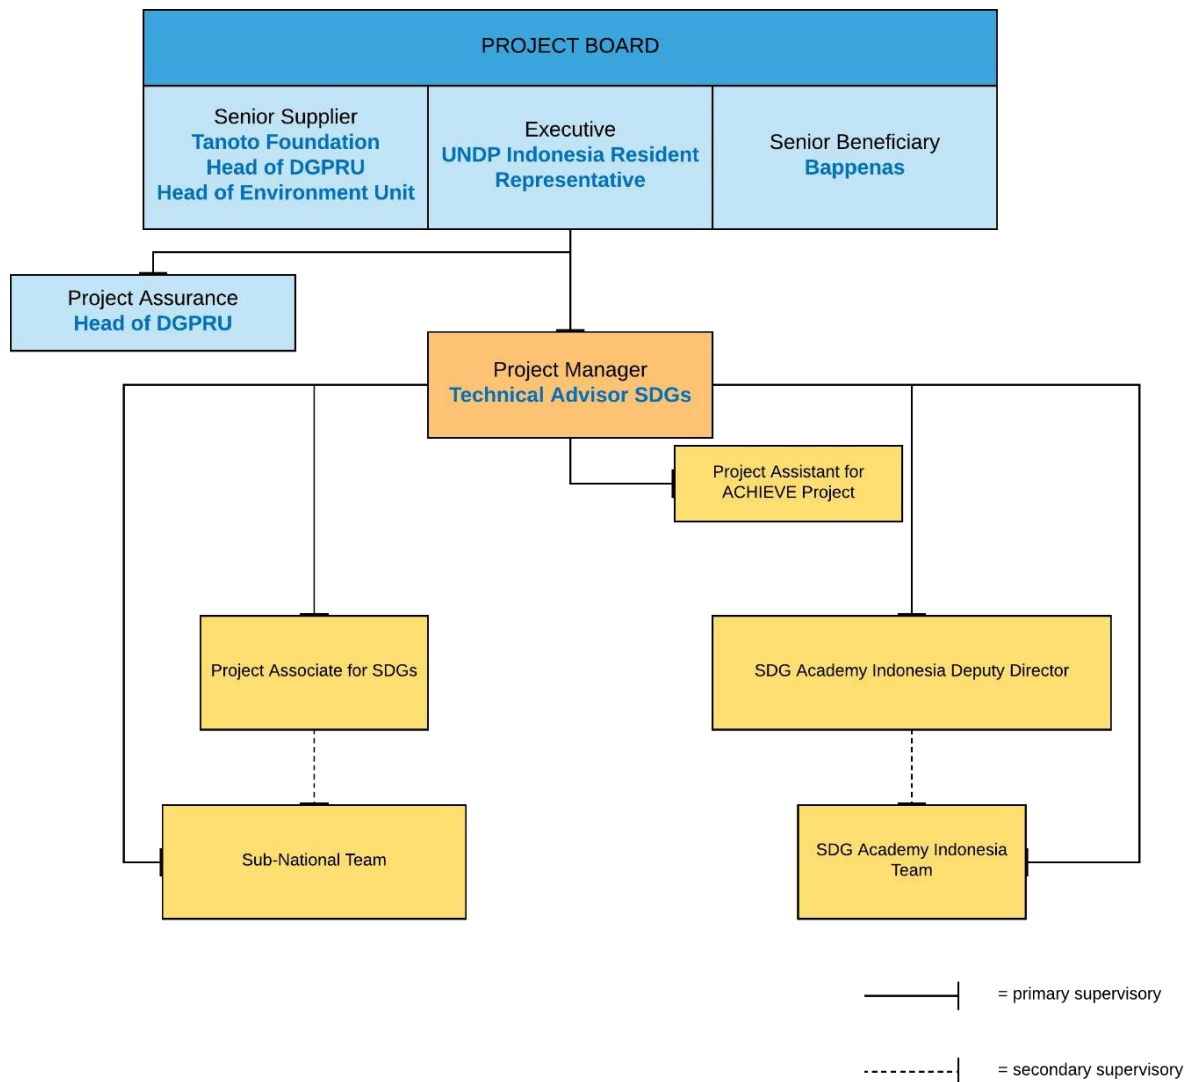 PROJECT BOARD
Senior Supplier
Tanoto Foundation
Head of DGPRU
Head of Environment Unit
Executive
UNDP Indonesia Resident
Representative
Senior Beneficiary
Bappenas
Project Assurance
Head of DGPRU
Project Manager
Technical Advisor SDGs
Project Assistant for
ACHIEVE Project
Project Associate for SDGs
SDG Academy Indonesia Deputy Director
Sub-National Team
SDG Academy Indonesia
Team
= primary supervisory
= secondary supervisory